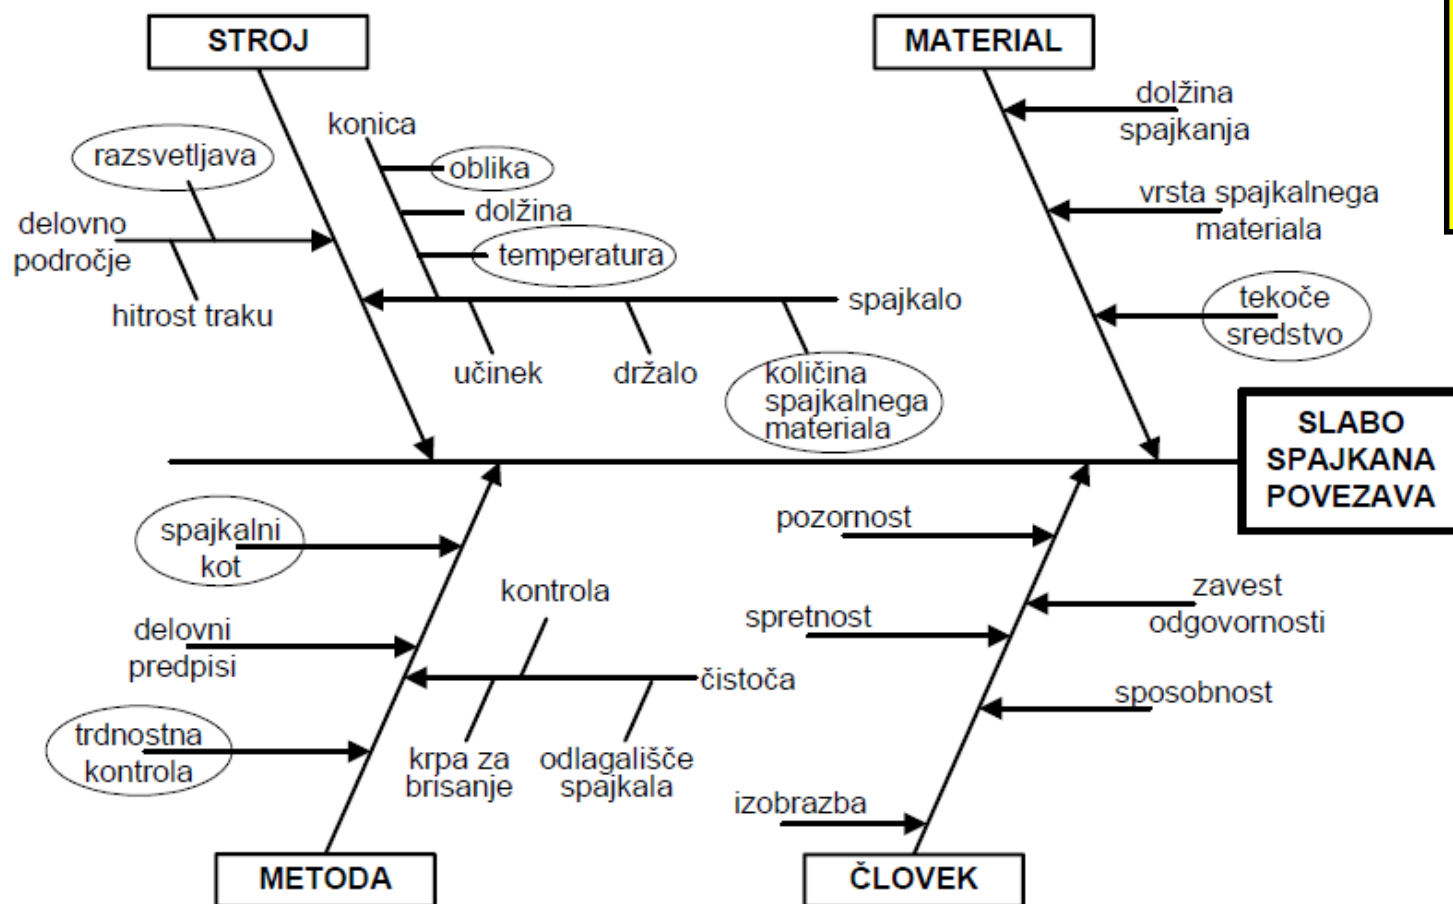 STROJ
MATERIAL
konica
razsvetljava
oblika
dolžina
temperatura
delovno
področje
hitrost traku
spajkalo
učinek
držalo
količina
spajkalnega
materiala
dolžina
spajkanja
vrsta spajkalnega
materiala
tekoče
sredstvo
SLABO
SPAJKANA
POVEZAVA
spajkalni
kot
kontrola
delovni
predpisi
čistoča
trdnostna
kontrola
krpa za
brisanje
odlagališče
spajkala
pozornost
zavest
odgovornosti
spretnost
sposobnost
izobrazba
METODA
ČLOVEK